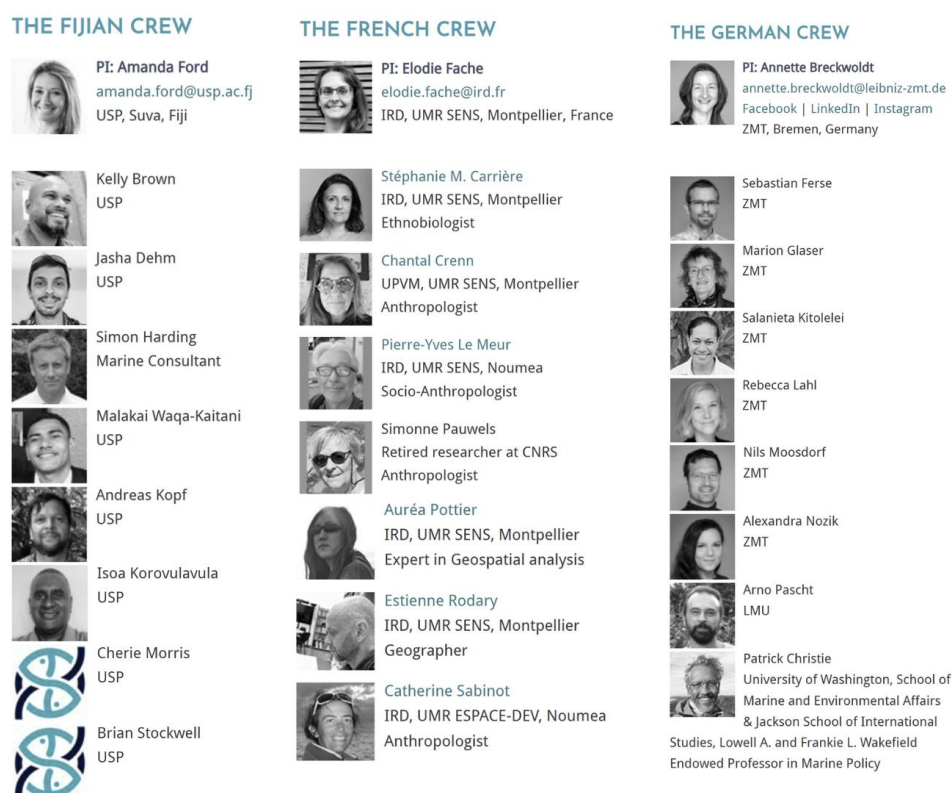 THE FIJIAN CREW
PI: Amanda Ford
amanda.ford@usp.ac.fj
USP, Suva, Fiji
Kelly Brown
USP
Jasha Dehm
USP
Simon Harding
Marine Consultant
Malakai Waqa-Kaitani
USP
Andreas Kopf
USP
Isoa Korovulavula
USP
Cherie Morris
USP
Brian Stockwell
USP
THE FRENCH CREW
PI: Elodie Fache
elodie.fache@ird.fr
IRD, UMR SENS, Montpellier, France
Stéphanie M. Carrière
IRD, UMR SENS, Montpellier
Ethnobiologist
Chantal Crenn
UPVM, UMR SENS, Montpellier
Anthropologist
Pierre-Yves Le Meur
IRD, UMR SENS, Noumea
Socio-Anthropologist
Simonne Pauwels
Retired researcher at CNRS
Anthropologist
Auréa Pottier
IRD, UMR SENS, Montpellier
Expert in Geospatial analysis
Estienne Rodary
IRD, UMR SENS, Montpellier
Geographer
Catherine Sabinot
IRD, UMR ESPACE-DEV, Noumea
Anthropologist
THE GERMAN CREW
PI: Annette Breckwoldt
annette.breckwoldt@leibniz-zmt.de
Facebook | LinkedIn | Instagram
ZMT, Bremen, Germany
Sebastian Ferse
ZMT
Marion Glaser
ZMT
Salanieta Kitolelei
ZMT
Rebecca Lahl
ZMT
Nils Moosdorf
ZMT
Alexandra Nozik
ZMT
Arno Pascht
LMU
Patrick Christie
University of Washington, School of
Marine and Environmental Affairs
& Jackson School of International
Studies, Lowell A. and Frankie L. Wakefield
Endowed Professor in Marine Policy